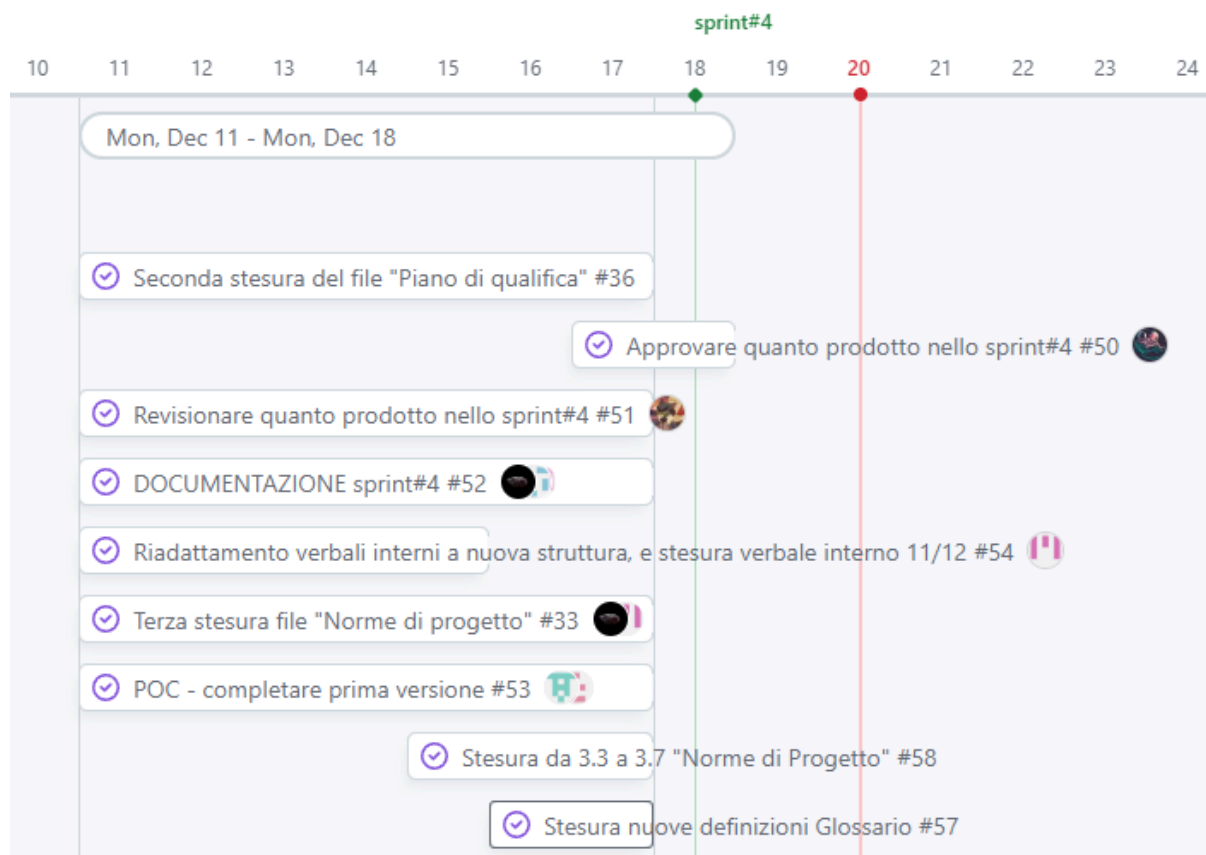 sprint#4
10 11 12 13 14 15 16 17 18 19 20 21 22 23 24
Mon, Dec 11 - Mon, Dec 18
Seconda stesura del file "Piano di qualifica" #36
Approvare quanto prodotto nello sprint#4 #50
Revisionare quanto prodotto nello sprint#4 #51
DOCUMENTAZIONE sprint#4 #52
Riadattamento verbali interni a nuova struttura, e stesura verbale interno 11/12 #54
Terza stesura file "Norme di progetto" #33
POC - completare prima versione #53
Stesura da 3.3 a 3.7 "Norme di Progetto" #58
Stesura nuove definizioni Glossario #57